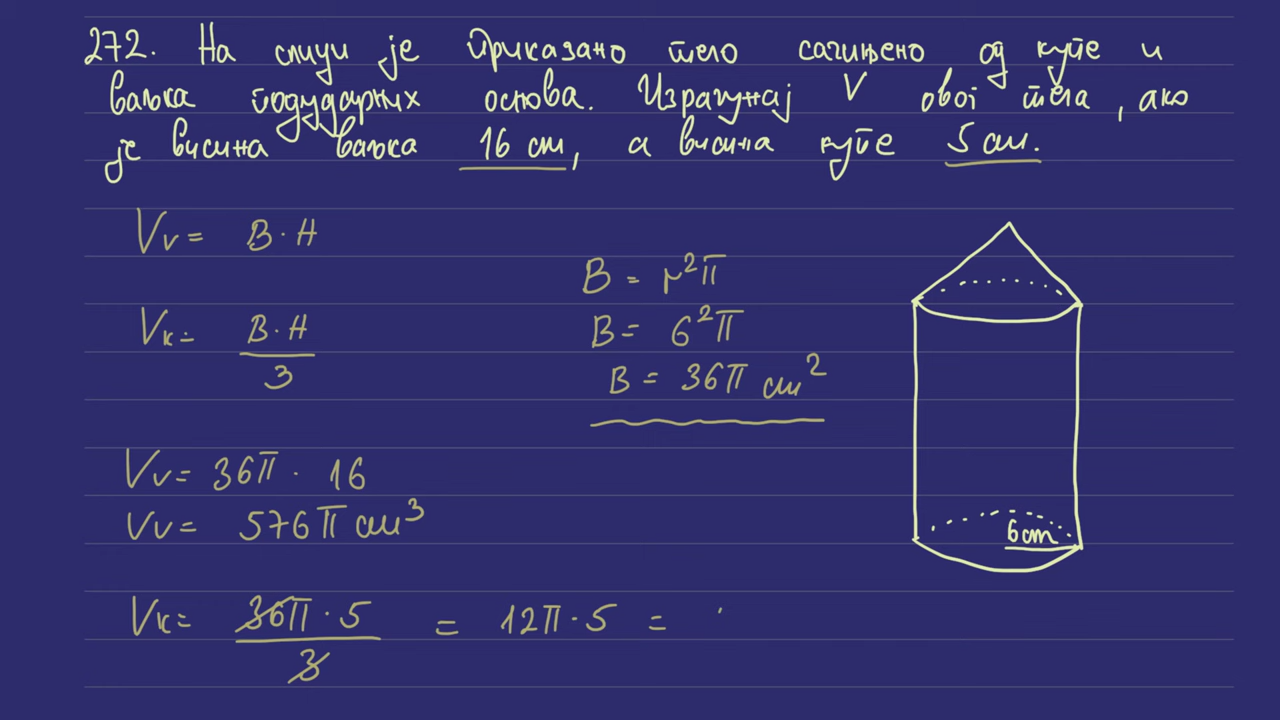 272. На слици је приказано тело сачињено од купе и
ваљка подударних основа. Израчунај V овог тела, ако
је висина ваљка 16 cm, а висина купе 5 cm.
Vv = B · H
B = r²π
Vк = B · H / 3
B = 6²π
B = 36π cm²
Vv = 36π · 16
Vv = 576π cm³
6cm
Vк = 36π · 5 / 3 = 12π · 5 =